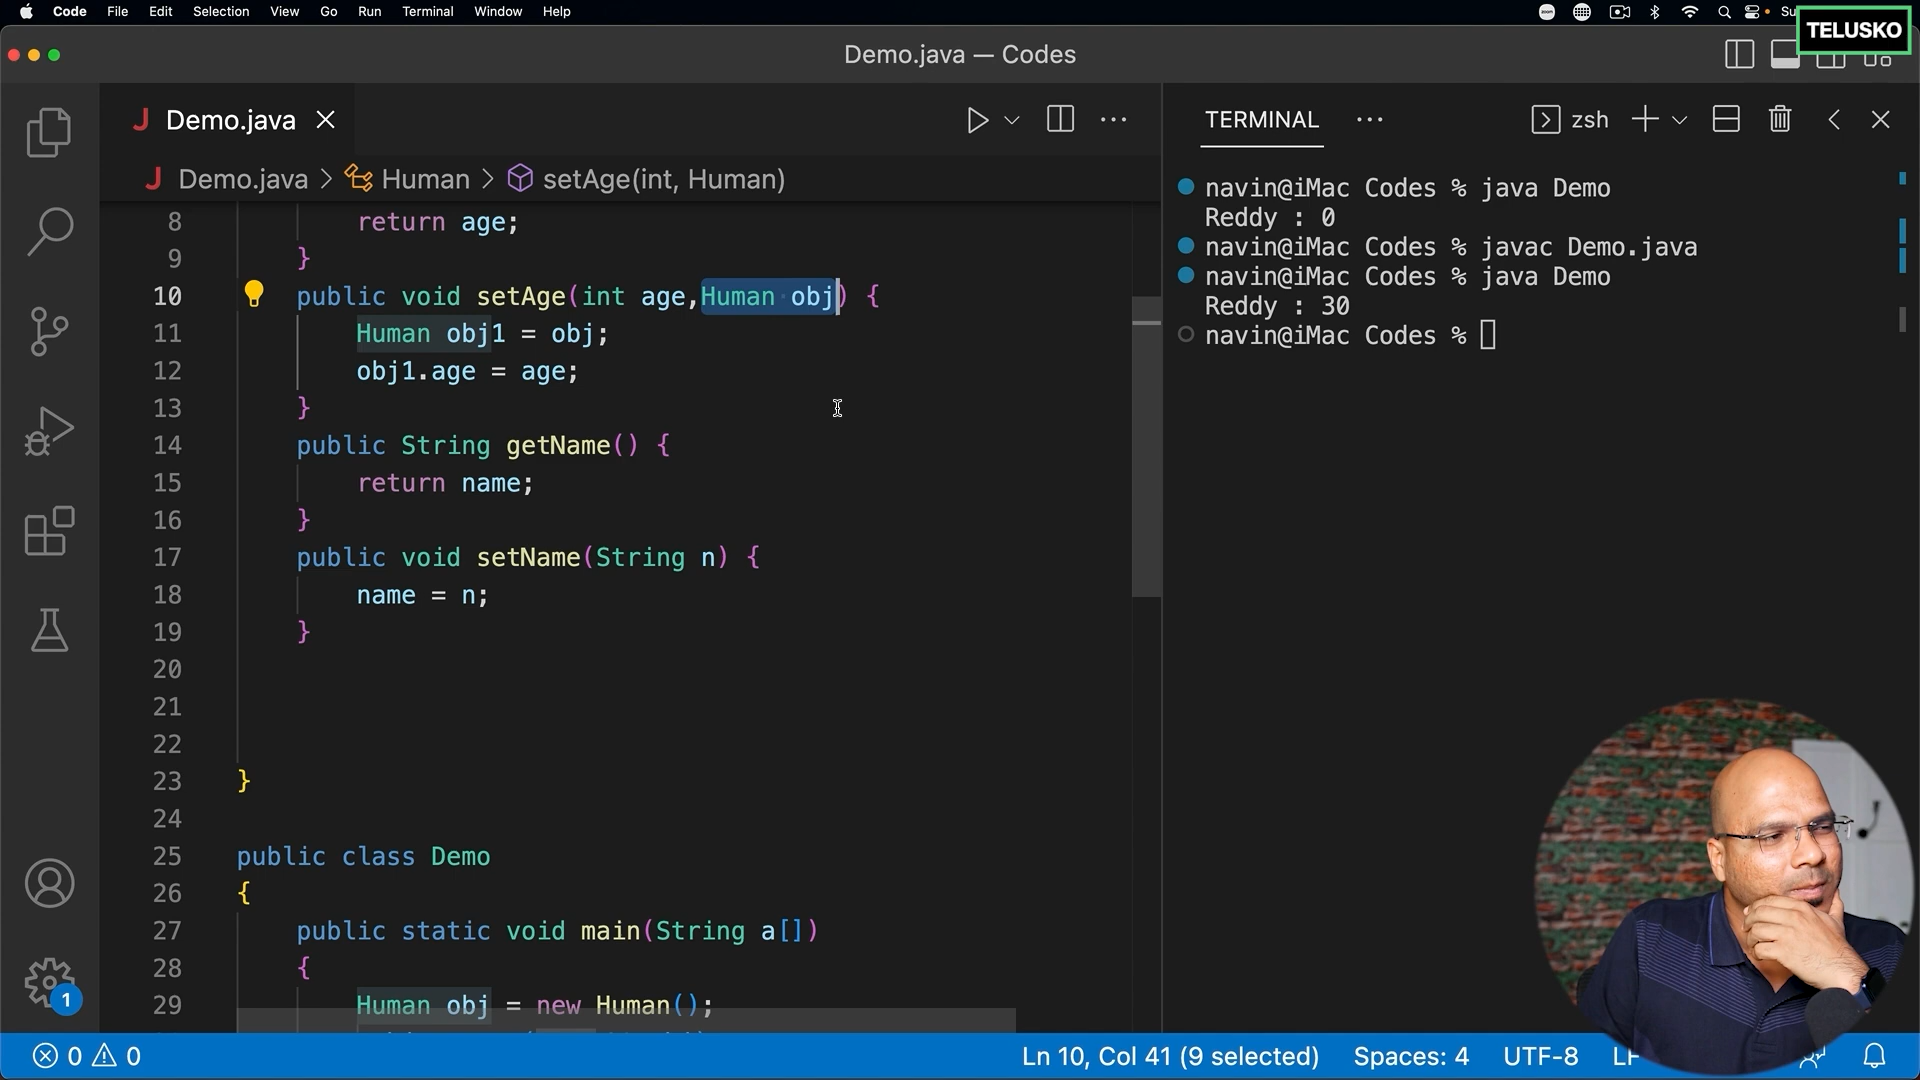 Code File Edit Selection View Go Run Terminal Window Help
TELUSKO
Demo.java — Codes
Demo.java
TERMINAL
zsh
Demo.java > Human > setAge(int, Human)
8 return age;
9 }
10 public void setAge(int age,Human obj) {
11 Human obj1 = obj;
12 obj1.age = age;
13 }
14 public String getName() {
15 return name;
16 }
17 public void setName(String n) {
18 name = n;
19 }
20
21
22
23 }
24
25 public class Demo
26 {
27 public static void main(String a[])
28 {
29 Human obj = new Human();
navin@iMac Codes % java Demo
Reddy : 0
navin@iMac Codes % javac Demo.java
navin@iMac Codes % java Demo
Reddy : 30
navin@iMac Codes %
1
0 0 Ln 10, Col 41 (9 selected) Spaces: 4 UTF-8 LF